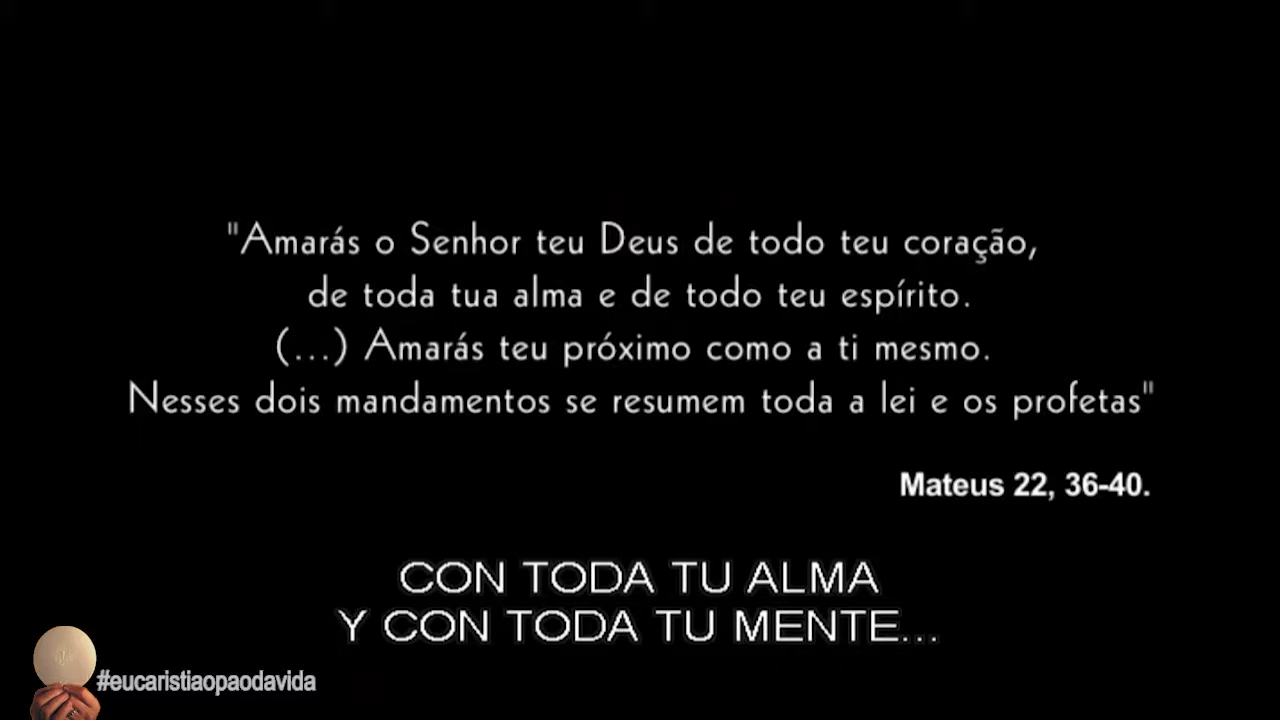 "Amarás o Senhor teu Deus de todo teu coração,
de toda tua alma e de todo teu espírito.
(...) Amarás teu próximo como a ti mesmo.
Nesses dois mandamentos se resumem toda a lei e os profetas"
Mateus 22, 36-40.
CON TODA TU ALMA
Y CON TODA TU MENTE...
#eucaristiaopaodavida